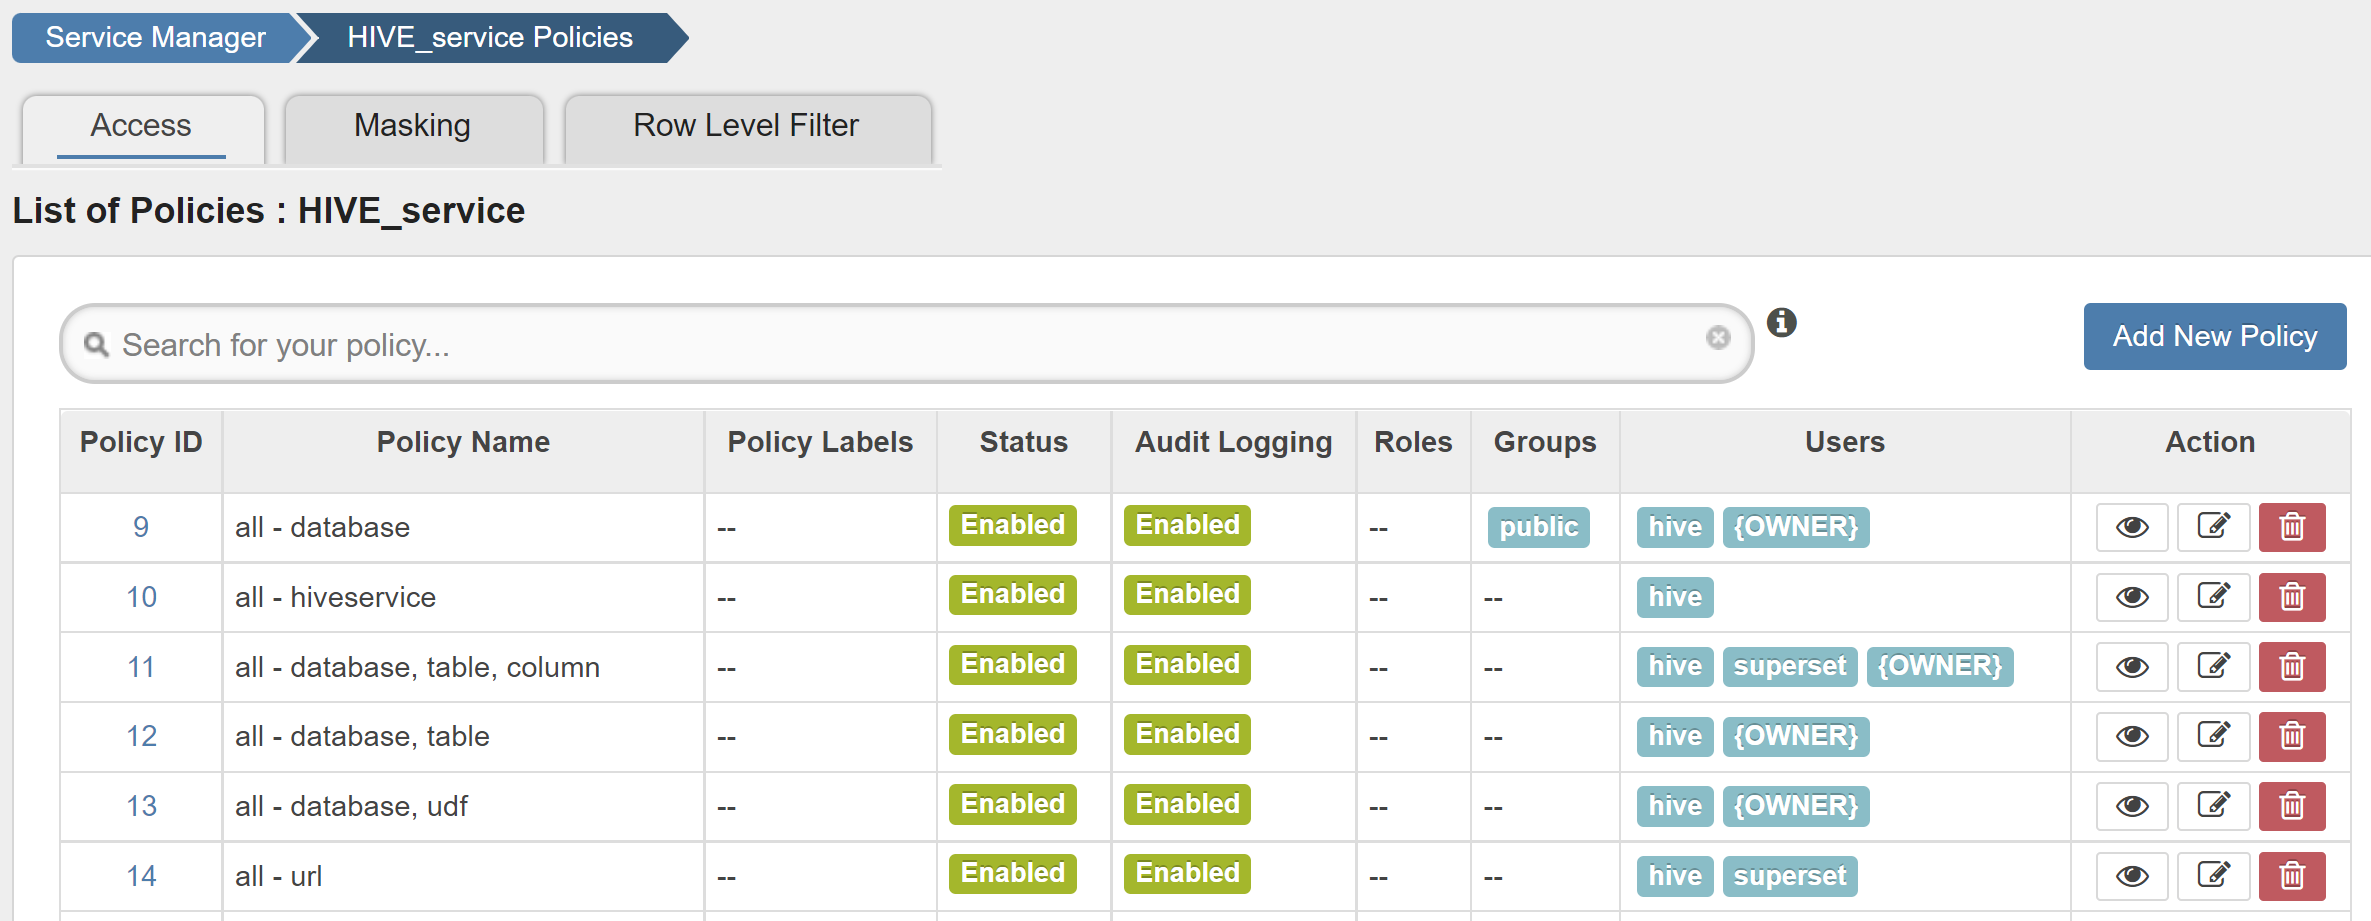 Service Manager HIVE_service Policies
Access Masking Row Level Filter
List of Policies : HIVE_service
Search for your policy...
Add New Policy
Policy ID Policy Name Policy Labels Status Audit Logging Roles Groups Users Action
9 all - database -- Enabled Enabled -- public hive {OWNER}
10 all - hiveservice -- Enabled Enabled -- -- hive
11 all - database, table, column -- Enabled Enabled -- -- hive superset {OWNER}
12 all - database, table -- Enabled Enabled -- -- hive {OWNER}
13 all - database, udf -- Enabled Enabled -- -- hive {OWNER}
14 all - url -- Enabled Enabled -- -- hive superset